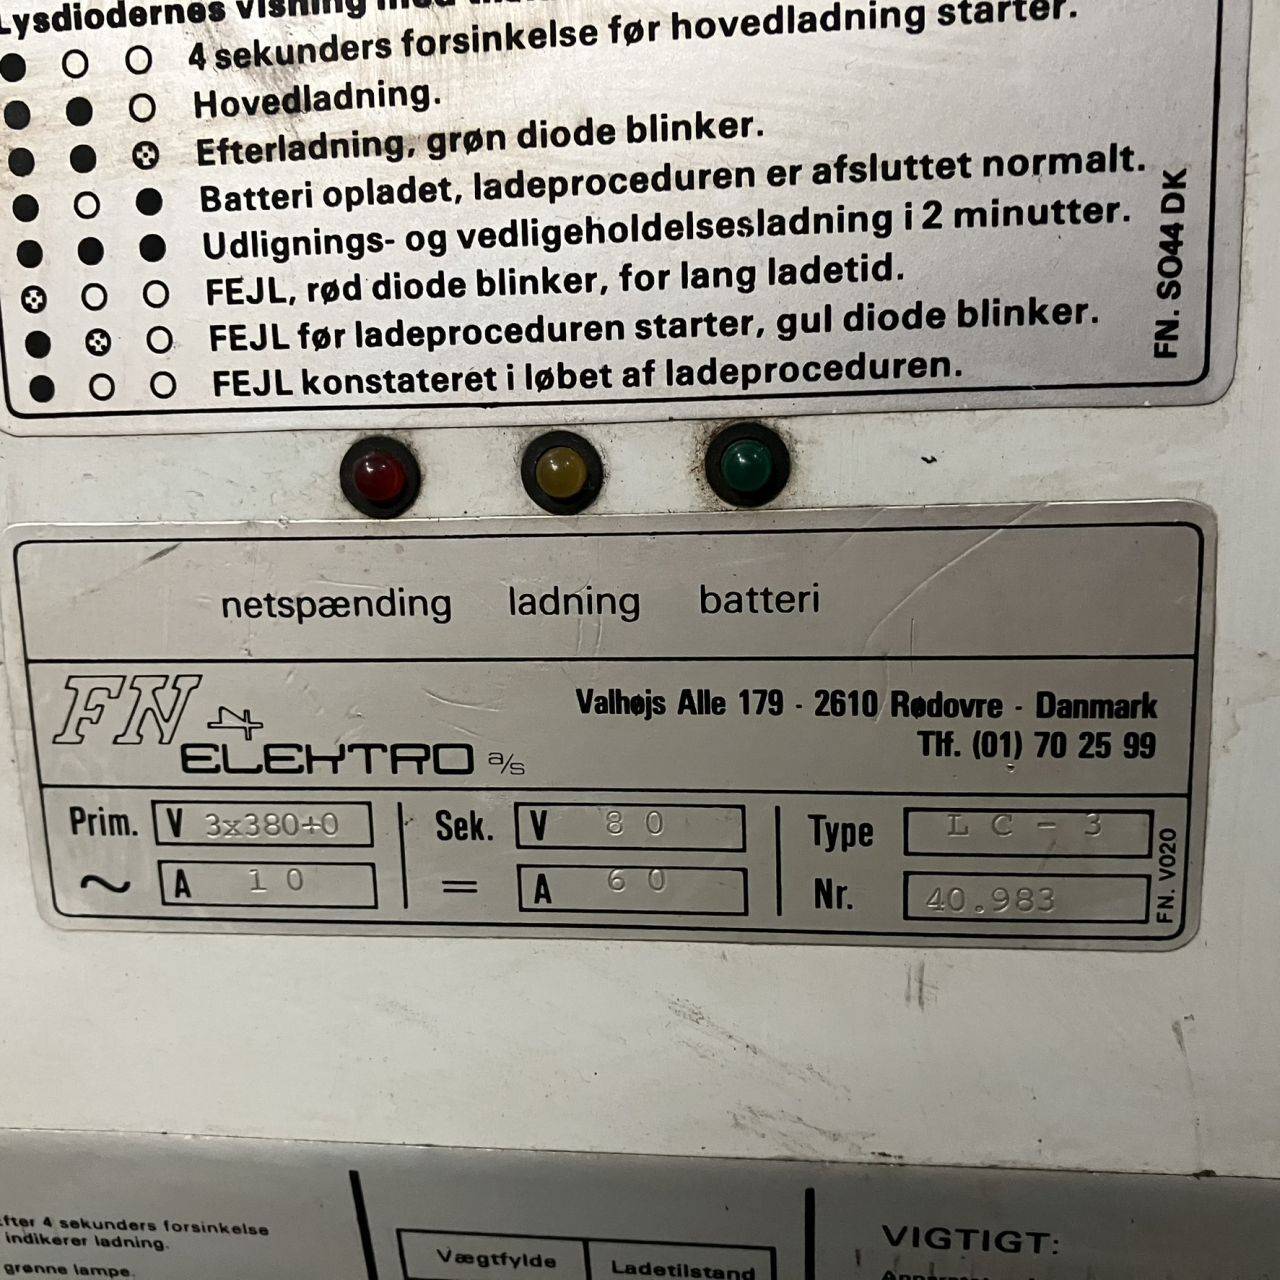 Lysdiodernes visning
4 sekunders forsinkelse før hovedladning starter.
Hovedladning.
Efterladning, grøn diode blinker.
Batteri opladet, ladeproceduren er afsluttet normalt.
Udlignings- og vedligeholdelsesladning i 2 minutter.
FEJL, rød diode blinker, for lang ladetid.
FEJL før ladeproceduren starter, gul diode blinker.
FEJL konstateret i løbet af ladeproceduren.
FN. SO44 DK
netspænding ladning batteri
FN
ELEKTRO a/s
Valhøjs Alle 179 - 2610 Rødovre - Danmark
Tlf. (01) 70 25 99
Prim. V 3x380÷0 Sek. V 80 Type LC-3
~ A 10 = A 60 Nr. 40.983
FN. V020
fter 4 sekunders forsinkelse
indikerer ladning.
grønne lampe.
Vægtfylde Ladetilstand
VIGTIGT: